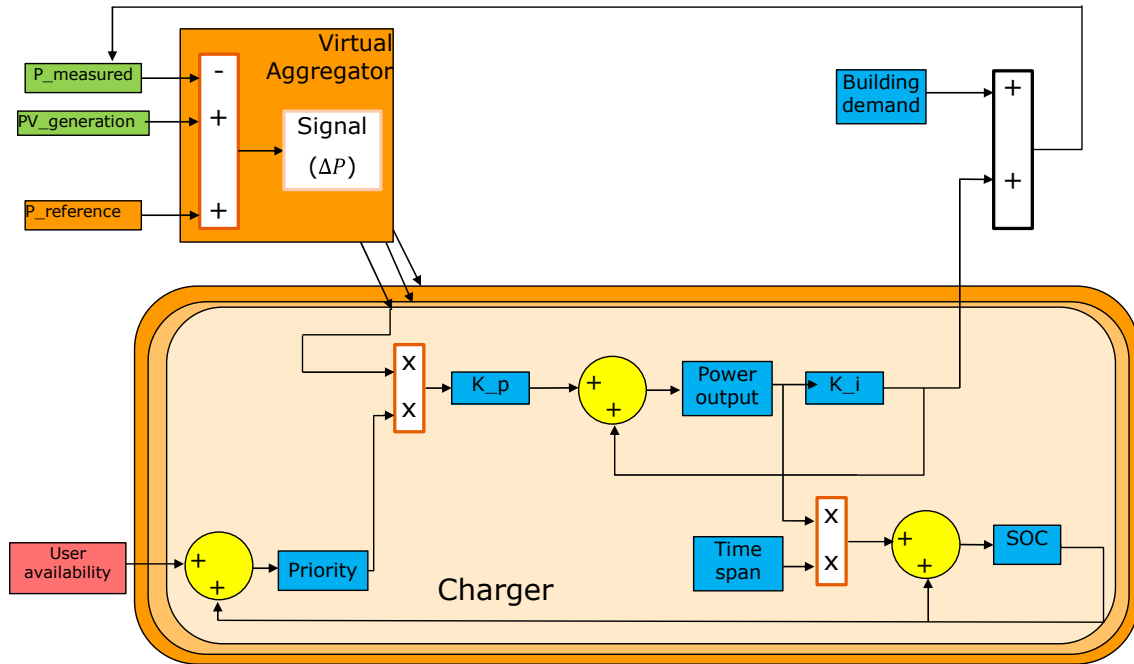 Virtual
Aggregator
P_measured
-
PV_generation
+
Signal
(ΔP)
P_reference
+
Building
demand
+
+
x
x
K_p
+
+
Power
output
K_i
User
availability
+
+
Priority
Time
span
x
x
+
+
SOC
Charger